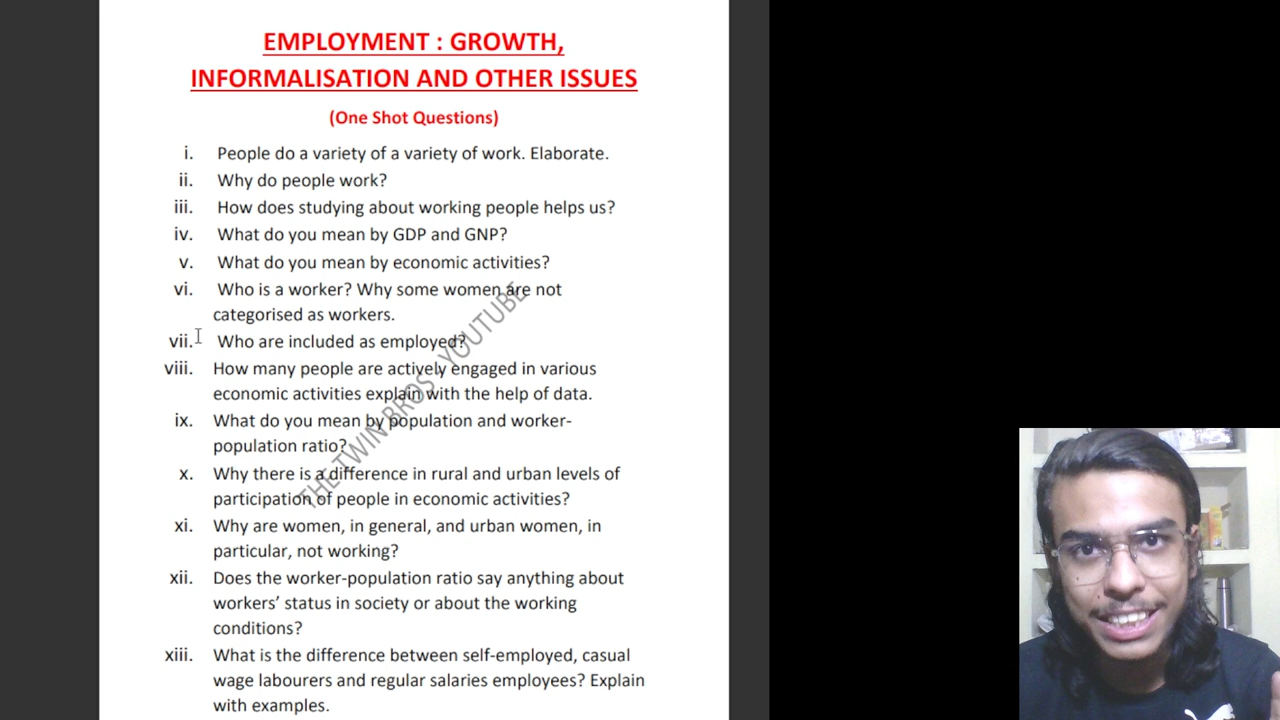 EMPLOYMENT : GROWTH,
INFORMALISATION AND OTHER ISSUES
(One Shot Questions)
i. People do a variety of a variety of work. Elaborate.
ii. Why do people work?
iii. How does studying about working people helps us?
iv. What do you mean by GDP and GNP?
v. What do you mean by economic activities?
vi. Who is a worker? Why some women are not
categorised as workers.
vii. Who are included as employed?
viii. How many people are actively engaged in various
economic activities explain with the help of data.
ix. What do you mean by population and worker-
population ratio?
x. Why there is a difference in rural and urban levels of
participation of people in economic activities?
xi. Why are women, in general, and urban women, in
particular, not working?
xii. Does the worker-population ratio say anything about
workers’ status in society or about the working
conditions?
xiii. What is the difference between self-employed, casual
wage labourers and regular salaries employees? Explain
with examples.
THE TWIN BROS. YOUTUBE